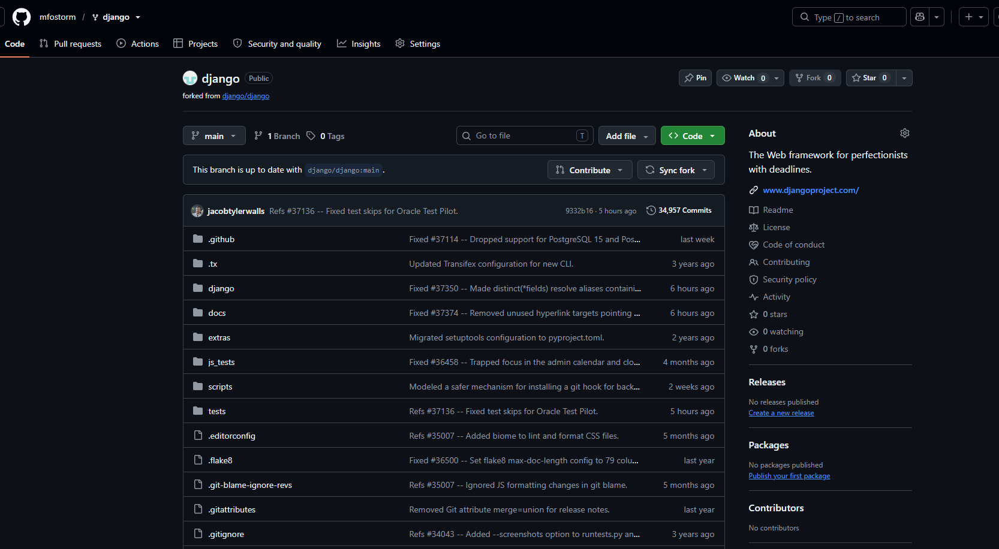 mfostorm / django
Type / to search
Code Pull requests Actions Projects Security and quality Insights Settings
django Public
Pin Watch 0 Fork 0 Star 0
forked from django/django
main 1 Branch 0 Tags Go to file T Add file Code
This branch is up to date with django/django:main . Contribute Sync fork
jacobtylerwalls Refs #37136 -- Fixed test skips for Oracle Test Pilot. 9332b16 · 5 hours ago 34,957 Commits
.github Fixed #37114 -- Dropped support for PostgreSQL 15 and Pos... last week
.tx Updated Transifex configuration for new CLI. 3 years ago
django Fixed #37350 -- Made distinct(*fields) resolve aliases containi... 6 hours ago
docs Fixed #37374 -- Removed unused hyperlink targets pointing ... 6 hours ago
extras Migrated setuptools configuration to pyproject.toml. 2 years ago
js_tests Fixed #36458 -- Trapped focus in the admin calendar and clo... 4 months ago
scripts Modeled a safer mechanism for installing a git hook for back... 2 weeks ago
tests Refs #37136 -- Fixed test skips for Oracle Test Pilot. 5 hours ago
.editorconfig Refs #35007 -- Added biome to lint and format CSS files. 5 months ago
.flake8 Fixed #36500 -- Set flake8 max-doc-length config to 79 colu... last year
.git-blame-ignore-revs Refs #35007 -- Ignored JS formatting changes in git blame. 5 months ago
.gitattributes Removed Git attribute merge=union for release notes. last year
.gitignore Refs #34043 -- Added --screenshots option to runtests.py an... 3 years ago
About
The Web framework for perfectionists
with deadlines.
www.djangoproject.com/
Readme
License
Code of conduct
Contributing
Security policy
Activity
0 stars
0 watching
0 forks
Releases
No releases published
Create a new release
Packages
No packages published
Publish your first package
Contributors
No contributors